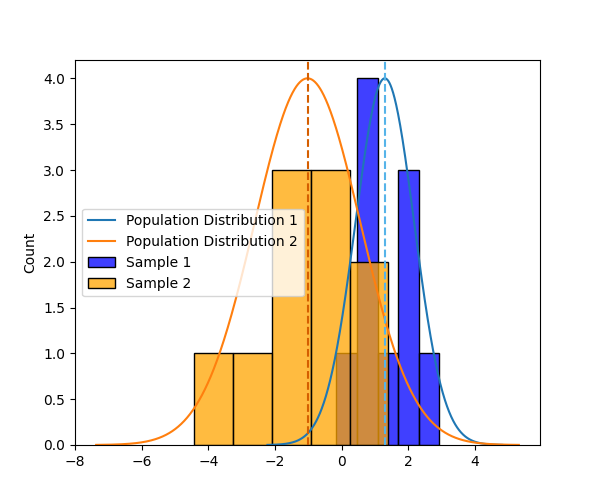 4.0
3.5
3.0
2.5
2.0
1.5
1.0
0.5
0.0
Count
Population Distribution 1
Population Distribution 2
Sample 1
Sample 2
−8 −6 −4 −2 0 2 4